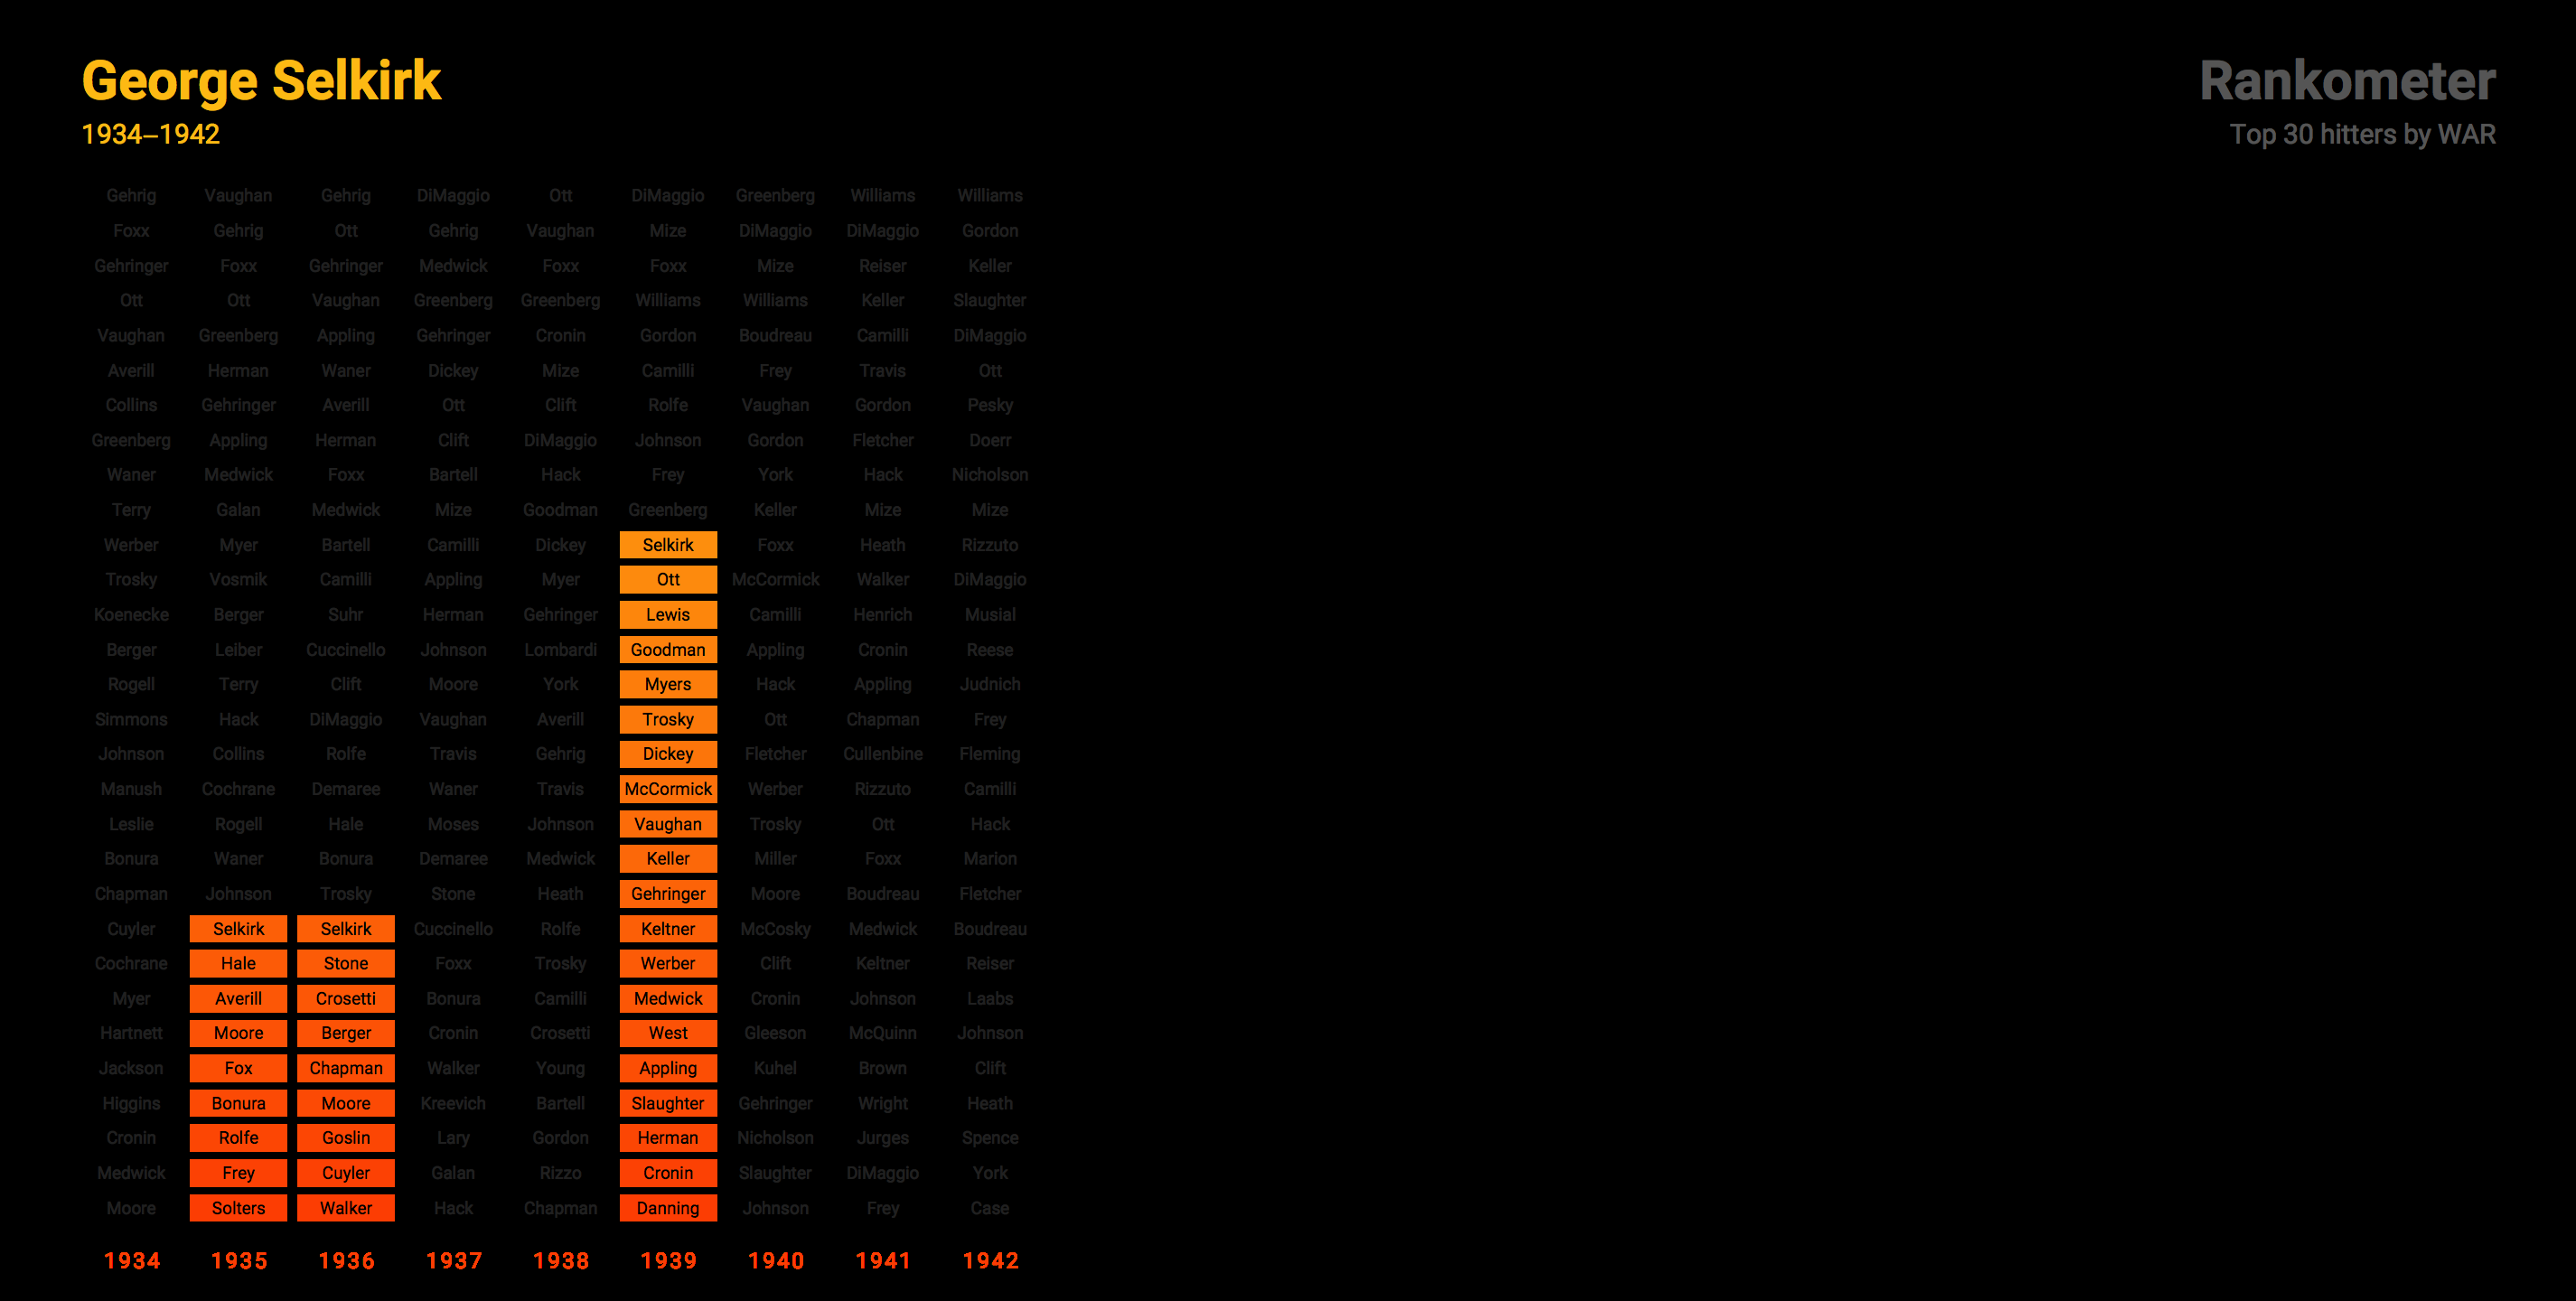 George Selkirk
1934–1942
Rankometer
Top 30 hitters by WAR
Gehrig Vaughan Gehrig DiMaggio Ott DiMaggio Greenberg Williams Williams
Foxx Gehrig Ott Gehrig Vaughan Mize DiMaggio DiMaggio Gordon
Gehringer Foxx Gehringer Medwick Foxx Foxx Mize Reiser Keller
Ott Ott Vaughan Greenberg Greenberg Williams Williams Keller Slaughter
Vaughan Greenberg Appling Gehringer Cronin Gordon Boudreau Camilli DiMaggio
Averill Herman Waner Dickey Mize Camilli Frey Travis Ott
Collins Gehringer Averill Ott Clift Rolfe Vaughan Gordon Pesky
Greenberg Appling Herman Clift DiMaggio Johnson Gordon Fletcher Doerr
Waner Medwick Foxx Bartell Hack Frey York Hack Nicholson
Terry Galan Medwick Mize Goodman Greenberg Keller Mize Mize
Werber Myer Bartell Camilli Dickey Selkirk Foxx Heath Rizzuto
Trosky Vosmik Camilli Appling Myer Ott McCormick Walker DiMaggio
Koenecke Berger Suhr Herman Gehringer Lewis Camilli Henrich Musial
Berger Leiber Cuccinello Johnson Lombardi Goodman Appling Cronin Reese
Rogell Terry Clift Moore York Myers Hack Appling Judnich
Simmons Hack DiMaggio Vaughan Averill Trosky Ott Chapman Frey
Johnson Collins Rolfe Travis Gehrig Dickey Fletcher Cullenbine Fleming
Manush Cochrane Demaree Waner Travis McCormick Werber Rizzuto Camilli
Leslie Rogell Hale Moses Johnson Vaughan Trosky Ott Hack
Bonura Waner Bonura Demaree Medwick Keller Miller Foxx Marion
Chapman Johnson Trosky Stone Heath Gehringer Moore Boudreau Fletcher
Cuyler Selkirk Selkirk Cuccinello Rolfe Keltner McCosky Medwick Boudreau
Cochrane Hale Stone Foxx Trosky Werber Clift Keltner Reiser
Myer Averill Crosetti Bonura Camilli Medwick Cronin Johnson Laabs
Hartnett Moore Berger Cronin Crosetti West Gleeson McQuinn Johnson
Jackson Fox Chapman Walker Young Appling Kuhel Brown Clift
Higgins Bonura Moore Kreevich Bartell Slaughter Gehringer Wright Heath
Cronin Rolfe Goslin Lary Gordon Herman Nicholson Jurges Spence
Medwick Frey Cuyler Galan Rizzo Cronin Slaughter DiMaggio York
Moore Solters Walker Hack Chapman Danning Johnson Frey Case
1934 1935 1936 1937 1938 1939 1940 1941 1942